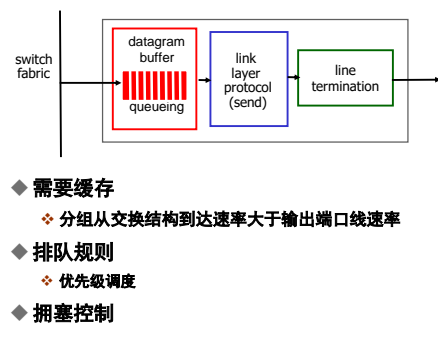 switch
fabric
datagram
buffer
queueing
link
layer
protocol
(send)
line
termination
需要缓存
分组从交换结构到达速率大于输出端口线速率
排队规则
优先级调度
拥塞控制